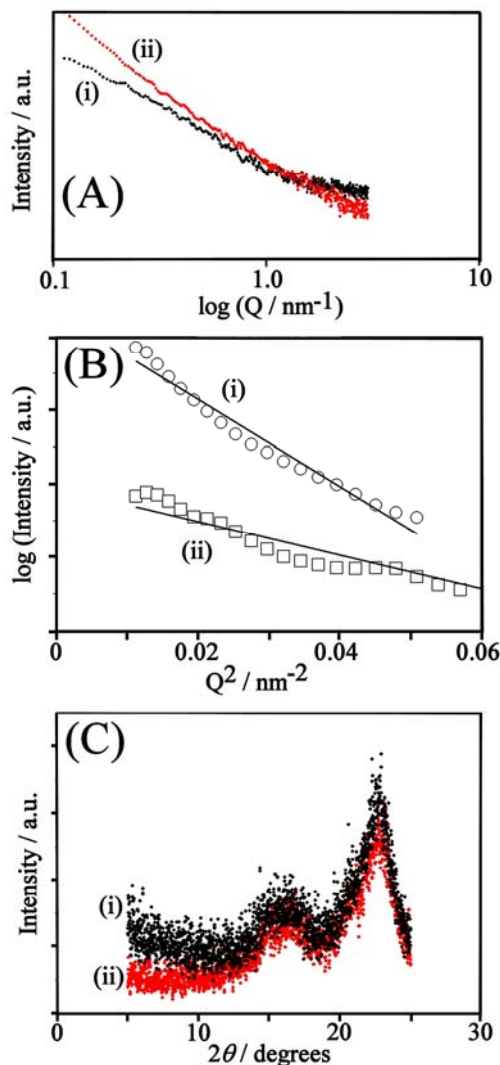 (ii)
(i)
(A)
Intensity / a.u.
0.1 1.0 10
log (Q / nm-1)
(B)
(i)
(ii)
log (Intensity / a.u.)
0 0.02 0.04 0.06
Q2 / nm-2
(C)
(i)
(ii)
Intensity / a.u.
0 10 20 30
2θ / degrees